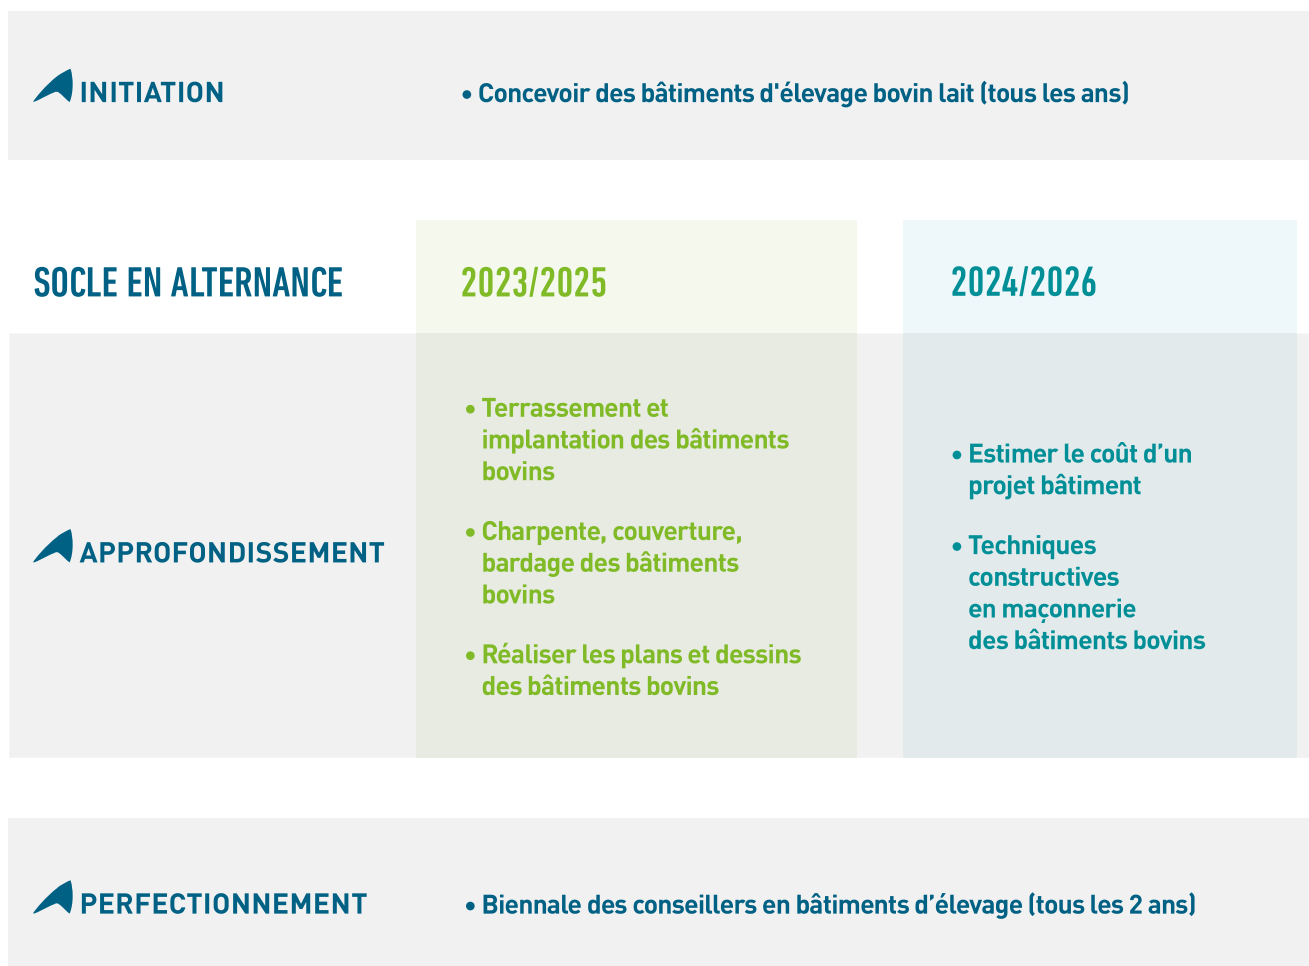 INITIATION
• Concevoir des bâtiments d'élevage bovin lait (tous les ans)
SOCLE EN ALTERNANCE
2023/2025
2024/2026
APPROFONDISSEMENT
• Terrassement et
implantation des bâtiments
bovins
• Charpente, couverture,
bardage des bâtiments
bovins
• Réaliser les plans et dessins
des bâtiments bovins
• Estimer le coût d’un
projet bâtiment
• Techniques
constructives
en maçonnerie
des bâtiments bovins
PERFECTIONNEMENT
• Biennale des conseillers en bâtiments d’élevage (tous les 2 ans)